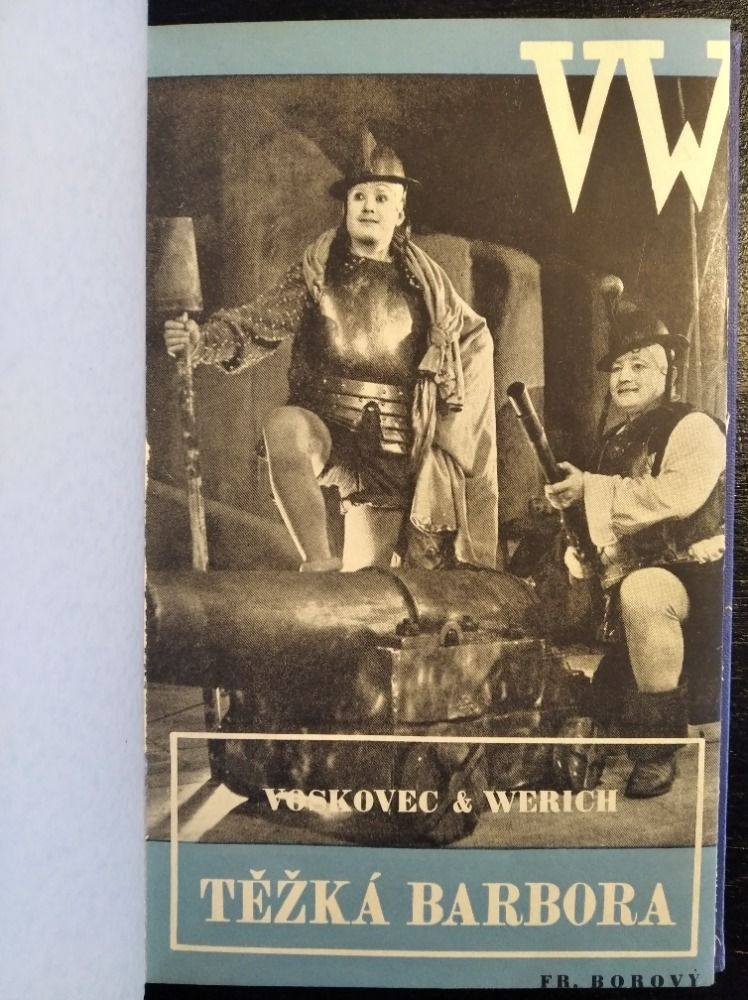 VW
VOSKOVEC & WERICH
TĚŽKÁ BARBORA
FR. BOROVÝ